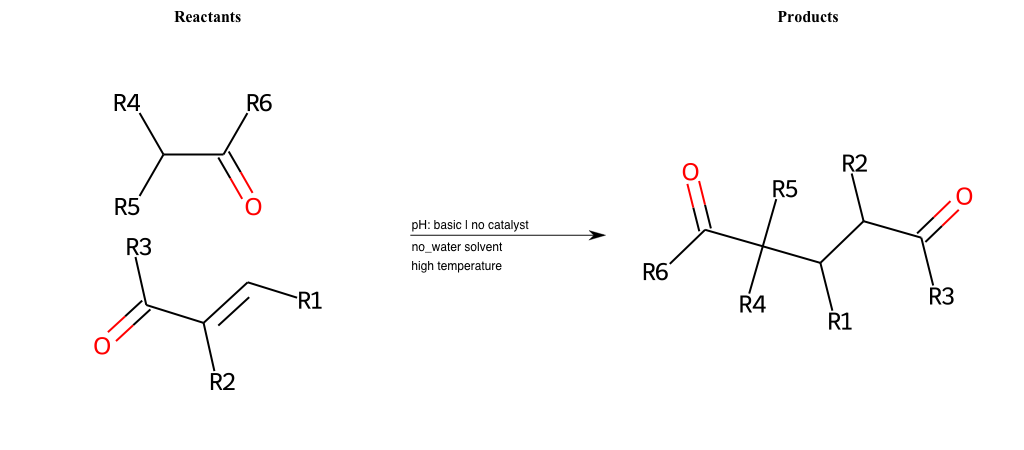 Reactants
Products
R4
R6
R5
O
R3
R1
O
R2
pH: basic | no catalyst
no_water solvent
high temperature
R2
O
R5
O
R6
R4
R3
R1